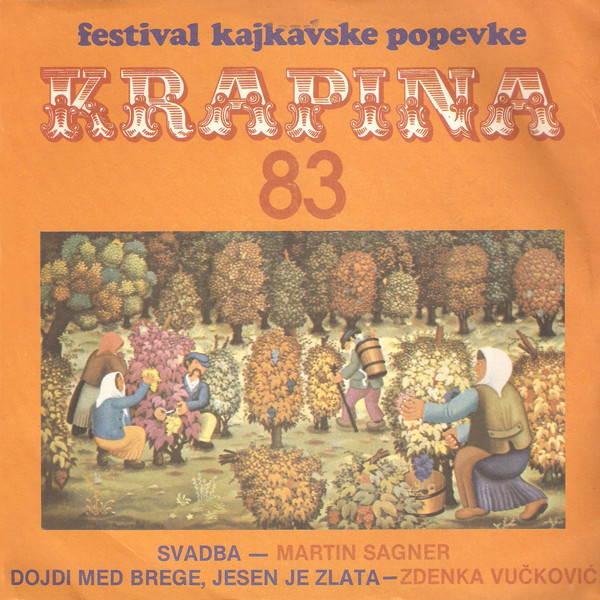 festival kajkavske popevke
KRAPINA
83
SVADBA — MARTIN SAGNER
DOJDI MED BREGE, JESEN JE ZLATA — ZDENKA VUČKOVIĆ